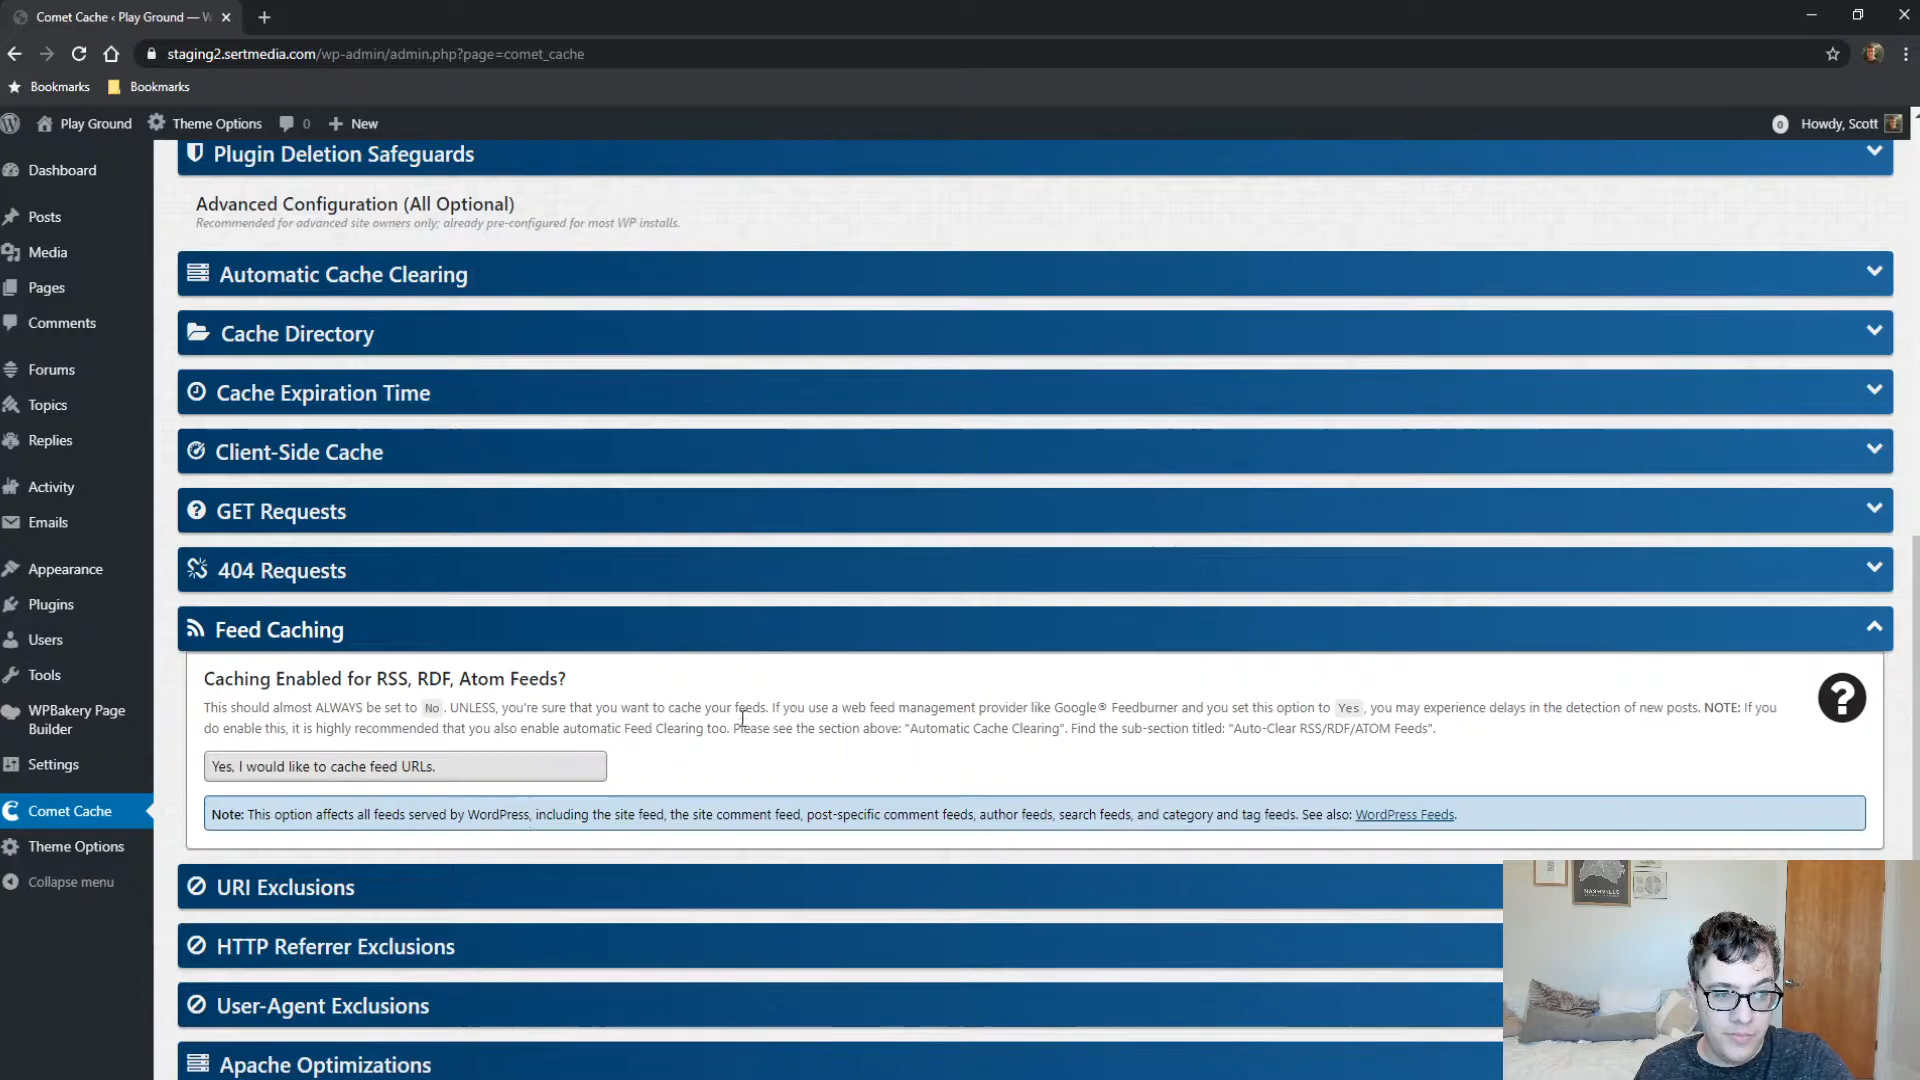 Comet Cache ‹ Play Ground — W
staging2.sertmedia.com/wp-admin/admin.php?page=comet_cache
Bookmarks Bookmarks
Play Ground Theme Options 0 New 0 Howdy, Scott
Dashboard
Posts
Media
Pages
Comments
Forums
Topics
Replies
Activity
Emails
Appearance
Plugins
Users
Tools
WPBakery Page
Builder
Settings
Comet Cache
Theme Options
Collapse menu
Plugin Deletion Safeguards
Advanced Configuration (All Optional)
Recommended for advanced site owners only; already pre-configured for most WP installs.
Automatic Cache Clearing
Cache Directory
Cache Expiration Time
Client-Side Cache
GET Requests
404 Requests
Feed Caching
Caching Enabled for RSS, RDF, Atom Feeds?
This should almost ALWAYS be set to No. UNLESS, you're sure that you want to cache your feeds. If you use a web feed management provider like Google® Feedburner and you set this option to Yes, you may experience delays in the detection of new posts. NOTE: If you
do enable this, it is highly recommended that you also enable automatic Feed Clearing too. Please see the section above: "Automatic Cache Clearing". Find the sub-section titled: "Auto-Clear RSS/RDF/ATOM Feeds".
Yes, I would like to cache feed URLs.
Note: This option affects all feeds served by WordPress, including the site feed, the site comment feed, post-specific comment feeds, author feeds, search feeds, and category and tag feeds. See also: WordPress Feeds.
URI Exclusions
HTTP Referrer Exclusions
User-Agent Exclusions
Apache Optimizations
NASHVILLE